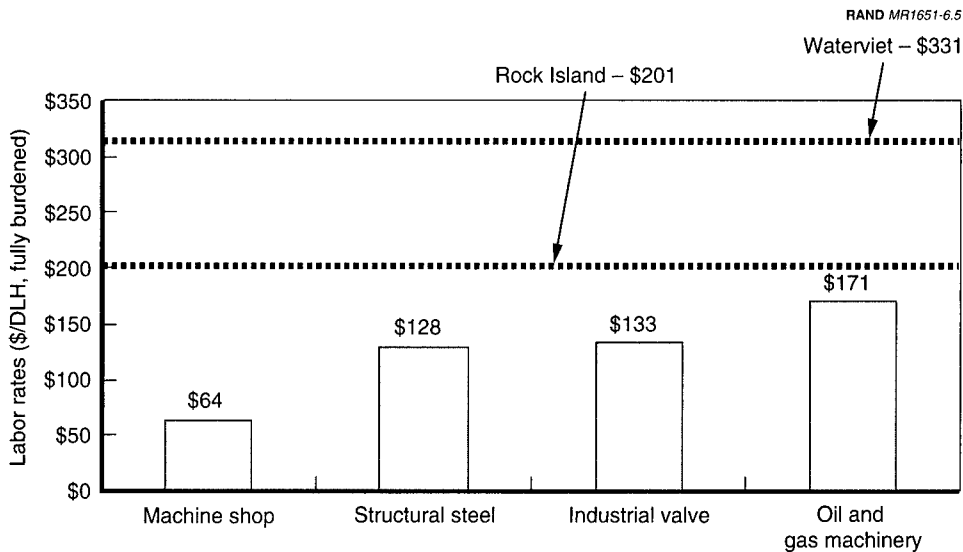 RAND MR1651-6.5
Waterviet – $331
Rock Island – $201
Labor rates ($/DLH, fully burdened)
$350
$300
$250
$200
$150
$100
$50
$0
$64
$128
$133
$171
Machine shop
Structural steel
Industrial valve
Oil and
gas machinery